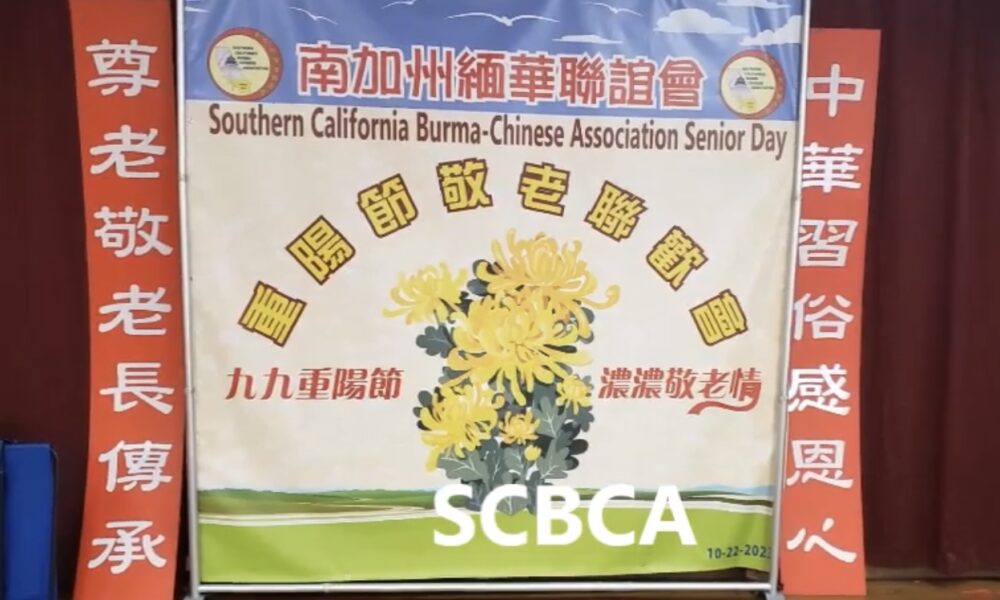 南加州緬華聯誼會
Southern California Burma-Chinese Association Senior Day
重陽節敬老聯歡會
九九重陽節
濃濃敬老情
SCBCA
中華習俗感恩心
尊老敬老長傳承